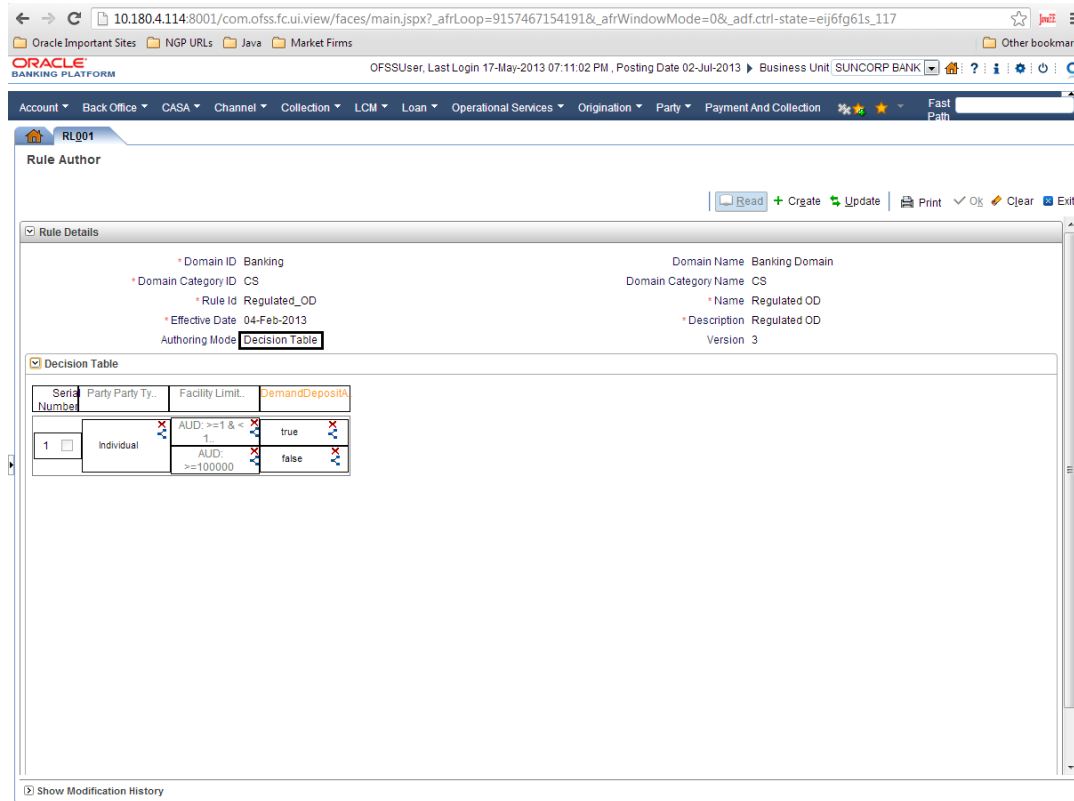 10.180.4.114:8001/com.ofss.fc.ui.view/faces/main.jspx?_afrLoop=9157467154191&_afrWindowMode=0&_adf.ctrl-state=eij6fg61s_117
Oracle Important Sites NGP URLs Java Market Firms Other bookmar
ORACLE
BANKING PLATFORM
OFSSUser, Last Login 17-May-2013 07:11:02 PM , Posting Date 02-Jul-2013 Business Unit SUNCORP BANK
Account Back Office CASA Channel Collection LCM Loan Operational Services Origination Party Payment And Collection Fast Path
RL001
Rule Author
Read Create Update Print Ok Clear Exit
Rule Details
* Domain ID Banking Domain Name Banking Domain
* Domain Category ID CS Domain Category Name CS
* Rule Id Regulated_OD * Name Regulated OD
* Effective Date 04-Feb-2013 * Description Regulated OD
Authoring Mode Decision Table Version 3
Decision Table
Serial Number Party Party Ty.. Facility Limit.. DemandDepositA
1 Individual AUD: >=1 & < 1.. true
AUD: >=100000 false
Show Modification History